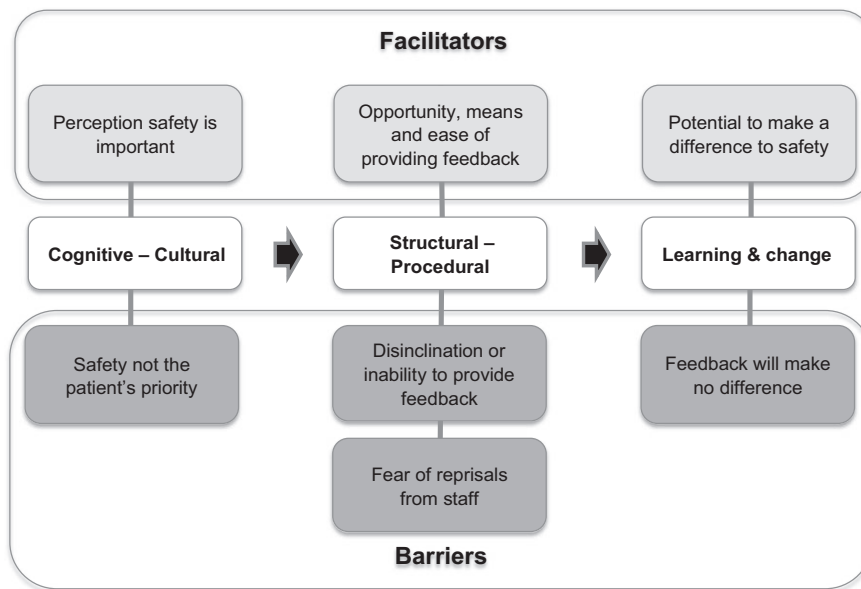 Facilitators
Perception safety is
important
Opportunity, means
and ease of
providing feedback
Potential to make a
difference to safety
Cognitive – Cultural
Structural –
Procedural
Learning & change
Safety not the
patient’s priority
Disinclination or
inability to provide
feedback
Feedback will make
no difference
Fear of reprisals
from staff
Barriers